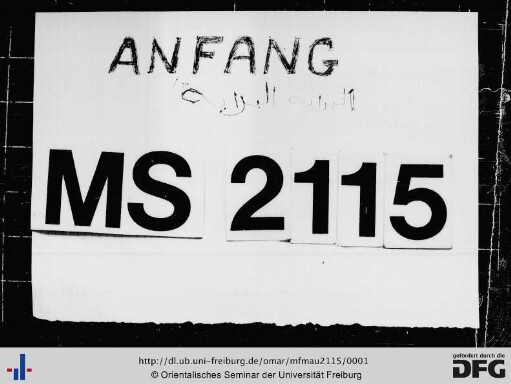 ANFANG
البداية
MS 2115
http://dl.ub.uni-freiburg.de/omar/mfmau2115/0001
© Orientalisches Seminar der Universität Freiburg
gefördert durch die
DFG